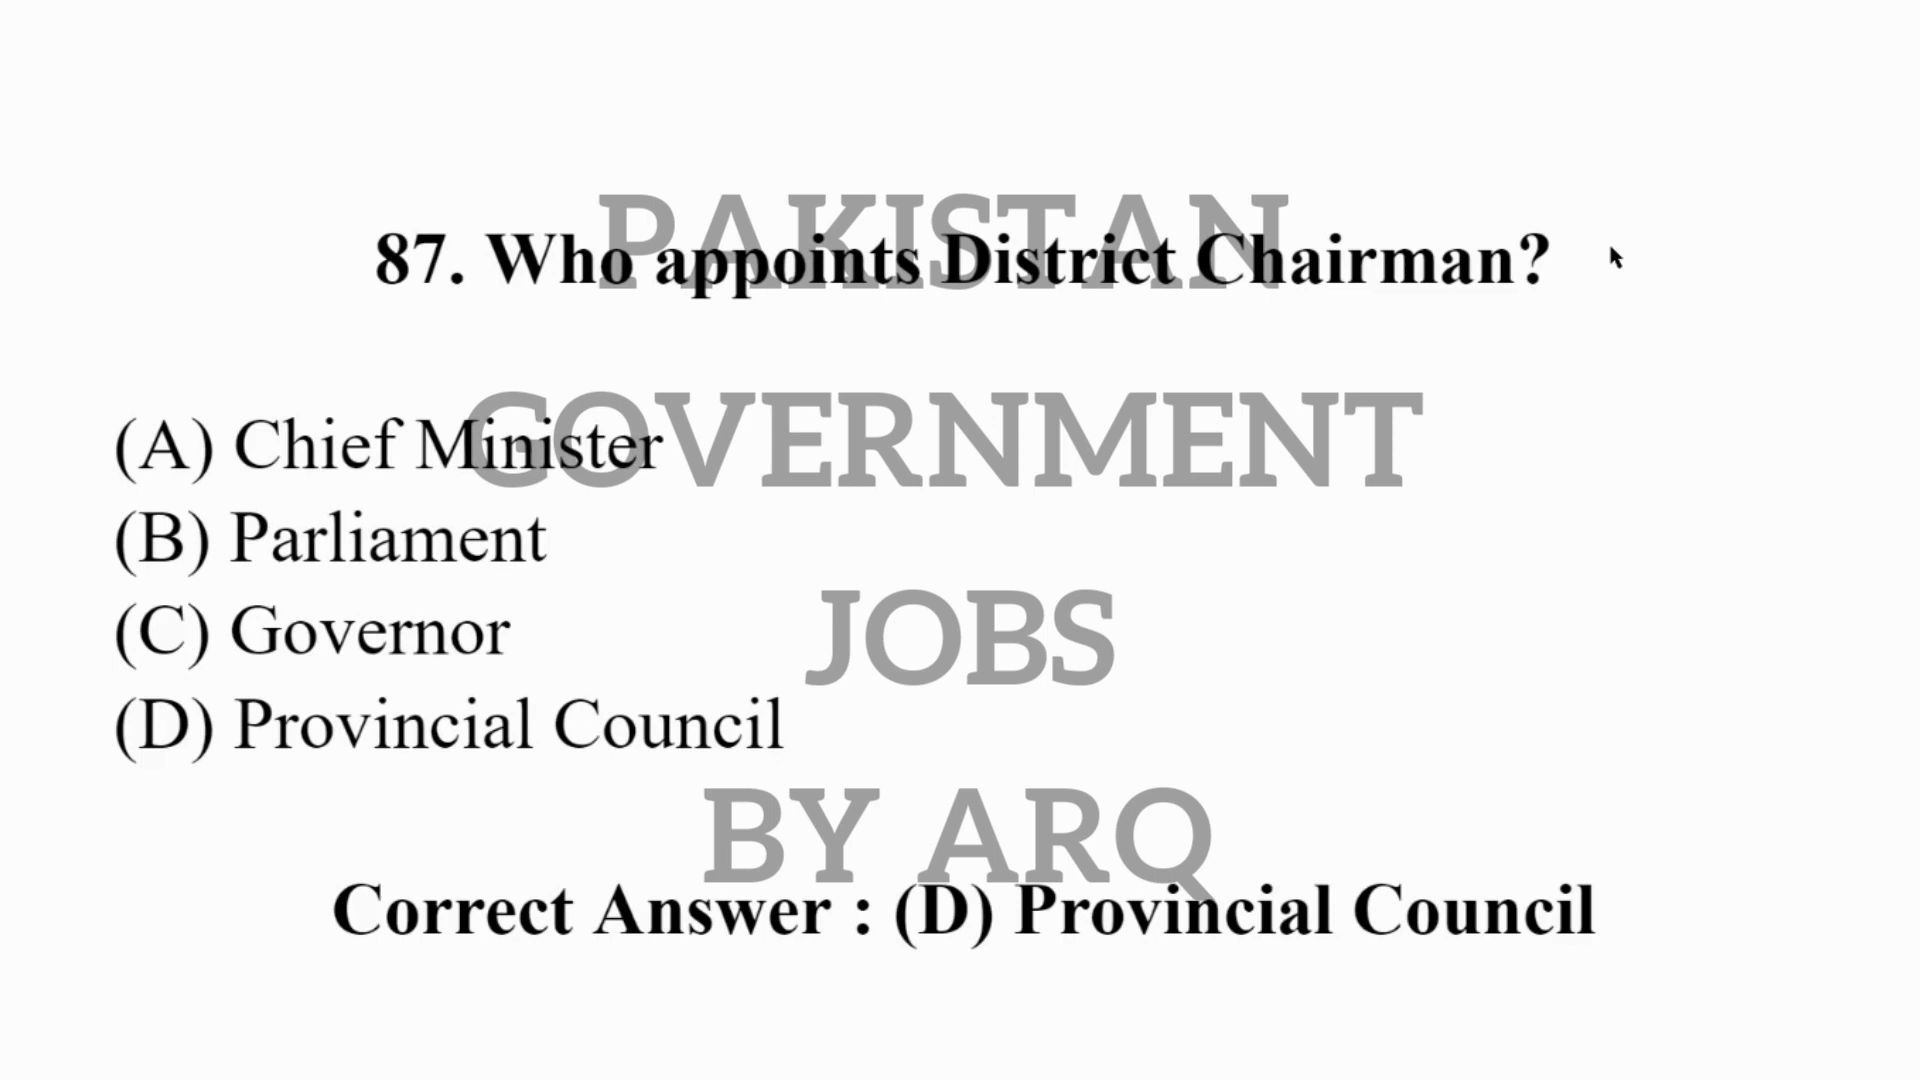 PAKISTAN
87. Who appoints District Chairman?
GOVERNMENT
(A) Chief Minister
(B) Parliament
(C) Governor
JOBS
(D) Provincial Council
BY ARQ
Correct Answer : (D) Provincial Council